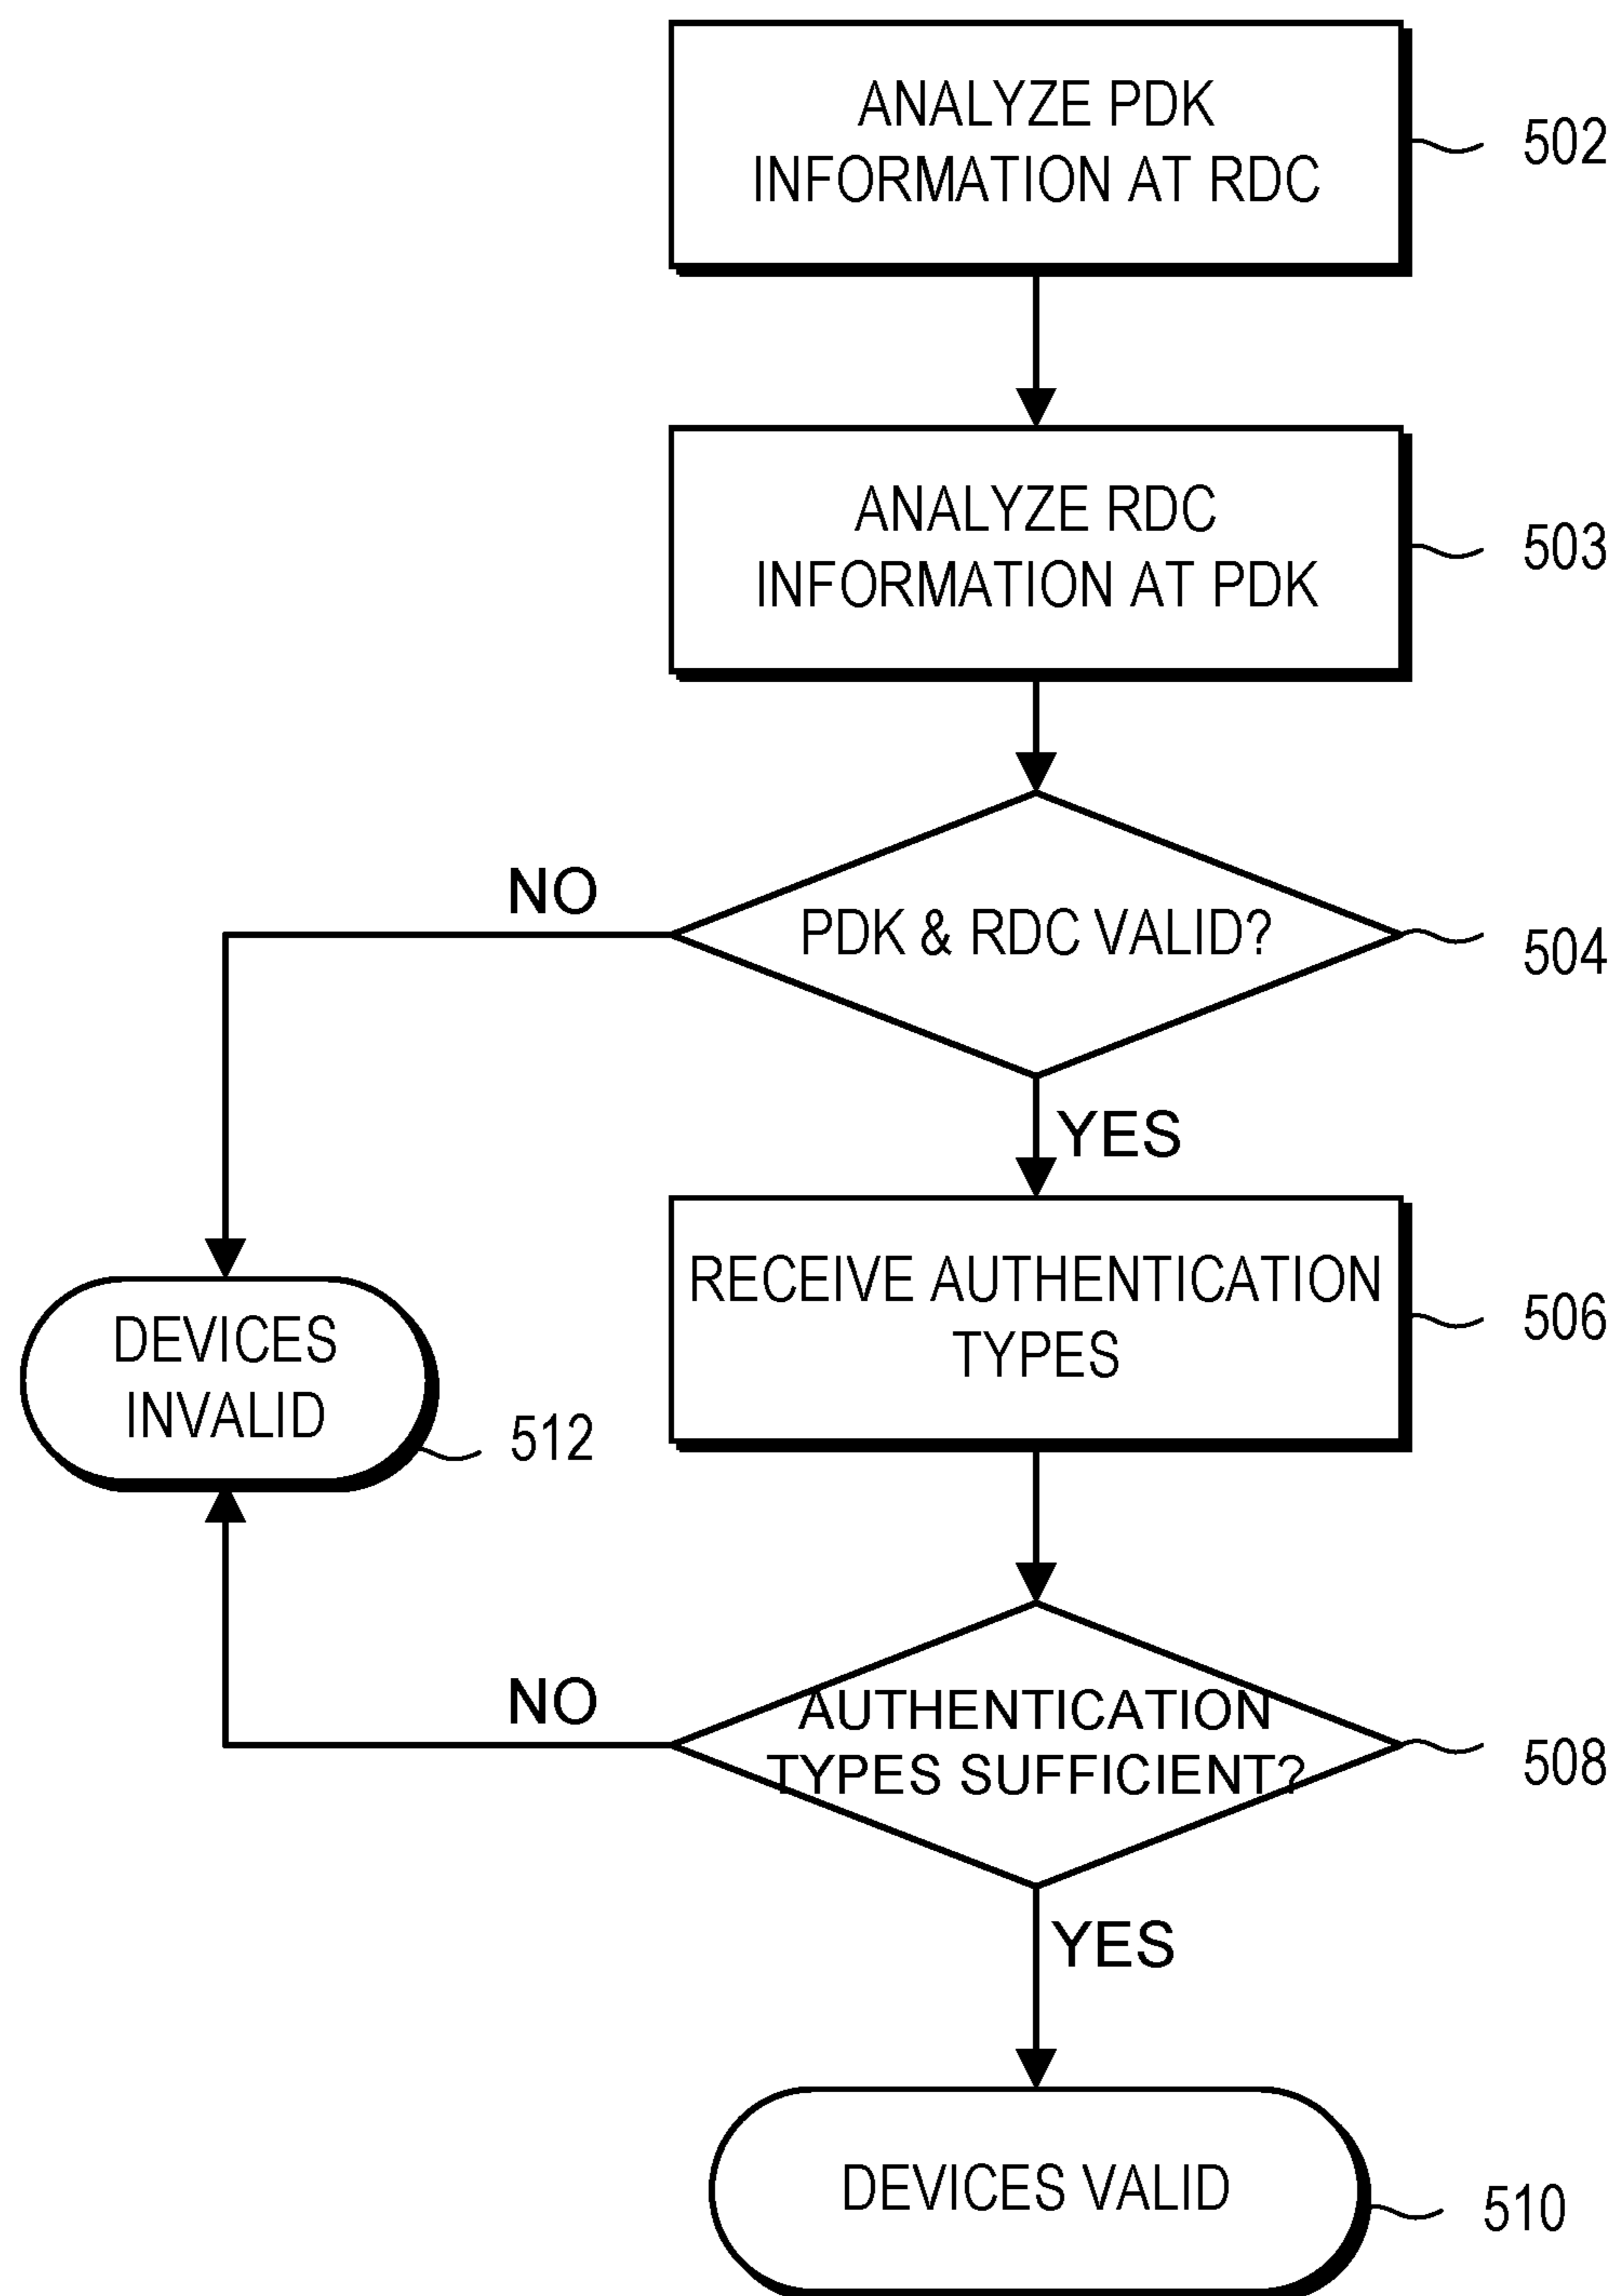 ANALYZE PDK
INFORMATION AT RDC
502
ANALYZE RDC
INFORMATION AT PDK
503
NO
PDK & RDC VALID?
504
YES
RECEIVE AUTHENTICATION
TYPES
506
DEVICES
INVALID
512
NO
AUTHENTICATION
TYPES SUFFICIENT?
508
YES
DEVICES VALID
510